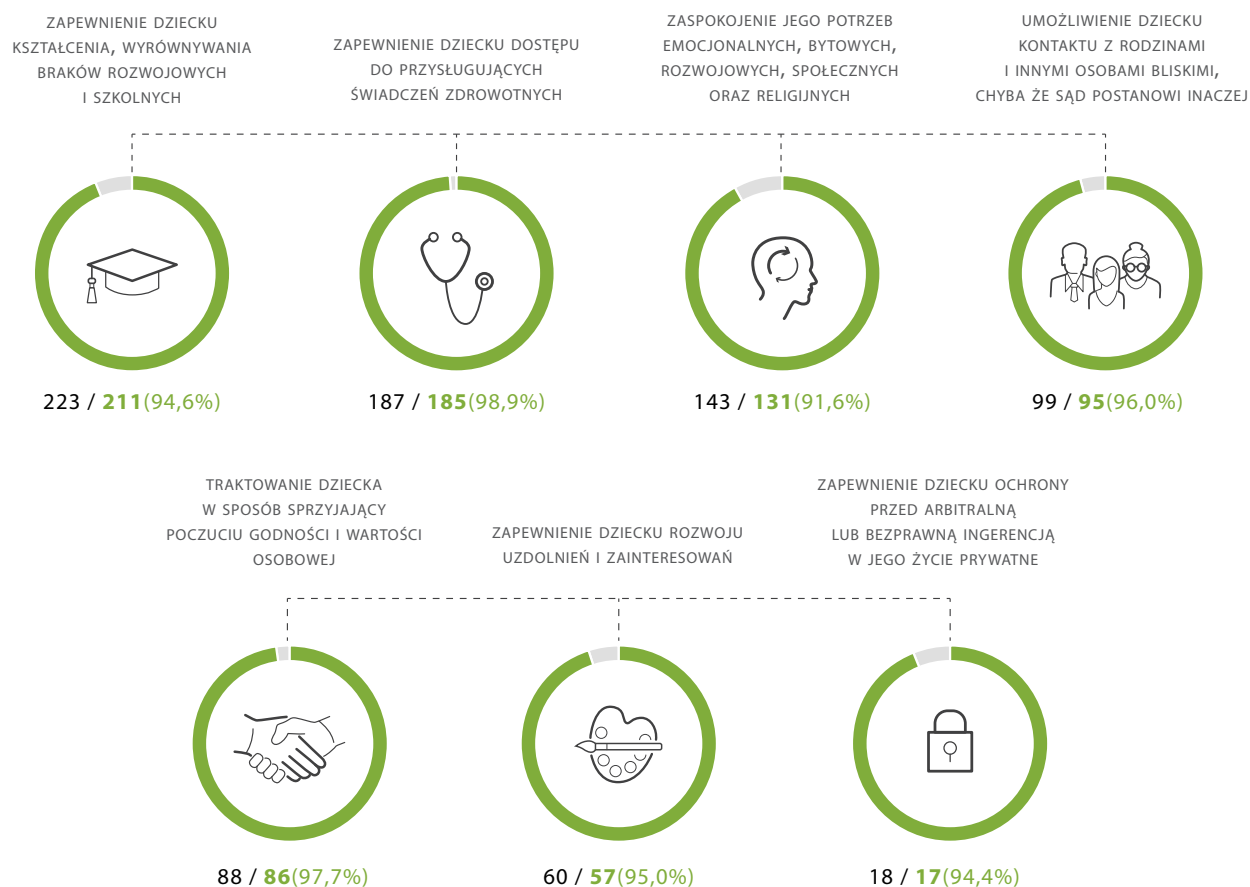 ZAPEWNIENIE DZIECKU
KSZTAŁCENIA, WYRÓWNYWANIA
BRAKÓW ROZWOJOWYCH
I SZKOLNYCH
ZAPEWNIENIE DZIECKU DOSTĘPU
DO PRZYSŁUGUJĄCYCH
ŚWIADCZEŃ ZDROWOTNYCH
ZASPOKOJENIE JEGO POTRZEB
EMOCJONALNYCH, BYTOWYCH,
ROZWOJOWYCH, SPOŁECZNYCH
ORAZ RELIGIJNYCH
UMOŻLIWIENIE DZIECKU
KONTAKTU Z RODZINAMI
I INNYMI OSOBAMI BLISKIMI,
CHYBA ŻE SĄD POSTANOWI INACZEJ
223 / 211(94,6%)
187 / 185(98,9%)
143 / 131(91,6%)
99 / 95(96,0%)
TRAKTOWANIE DZIECKA
W SPOSÓB SPRZYJAJĄCY
POCZUCIU GODNOŚCI I WARTOŚCI
OSOBOWEJ
ZAPEWNIENIE DZIECKU ROZWOJU
UZDOLNIEŃ I ZAINTERESOWAŃ
ZAPEWNIENIE DZIECKU OCHRONY
PRZED ARBITRALNĄ
LUB BEZPRAWNĄ INGERENCJĄ
W JEGO ŻYCIE PRYWATNE
88 / 86(97,7%)
60 / 57(95,0%)
18 / 17(94,4%)